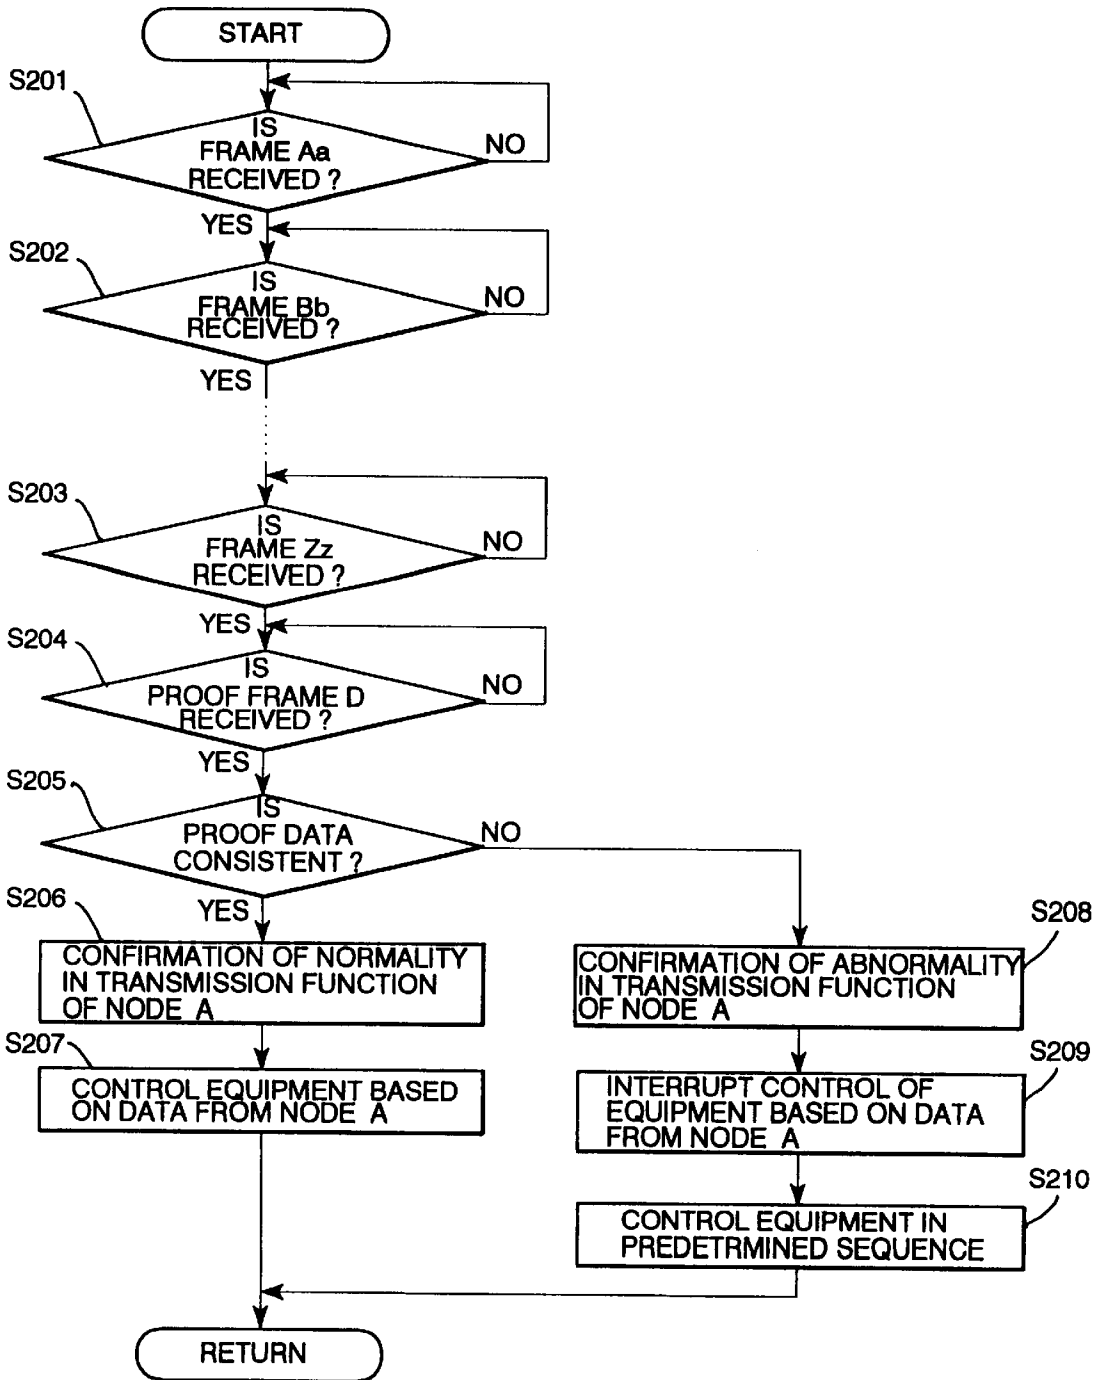 START
S201
IS
FRAME Aa
RECEIVED ?
NO
YES
S202
IS
FRAME Bb
RECEIVED ?
NO
YES
S203
IS
FRAME Zz
RECEIVED ?
NO
YES
S204
IS
PROOF FRAME D
RECEIVED ?
NO
YES
S205
IS
PROOF DATA
CONSISTENT ?
NO
YES
S206
CONFIRMATION OF NORMALITY
IN TRANSMISSION FUNCTION
OF NODE A
S207
CONTROL EQUIPMENT BASED
ON DATA FROM NODE A
S208
CONFIRMATION OF ABNORMALITY
IN TRANSMISSION FUNCTION
OF NODE A
S209
INTERRUPT CONTROL OF
EQUIPMENT BASED ON DATA
FROM NODE A
S210
CONTROL EQUIPMENT IN
PREDETRMINED SEQUENCE
RETURN